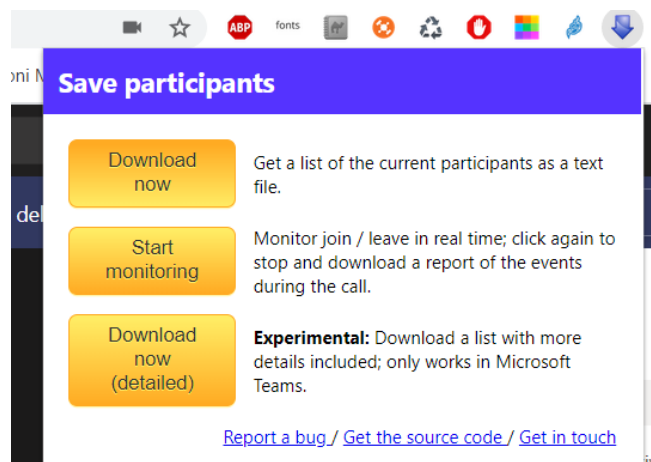 ABP
fonts
oni M
Save participants
Download
now
Get a list of the current participants as a text
file.
del
Start
monitoring
Monitor join / leave in real time; click again to
stop and download a report of the events
during the call.
Download
now
(detailed)
Experimental: Download a list with more
details included; only works in Microsoft
Teams.
Report a bug / Get the source code / Get in touch